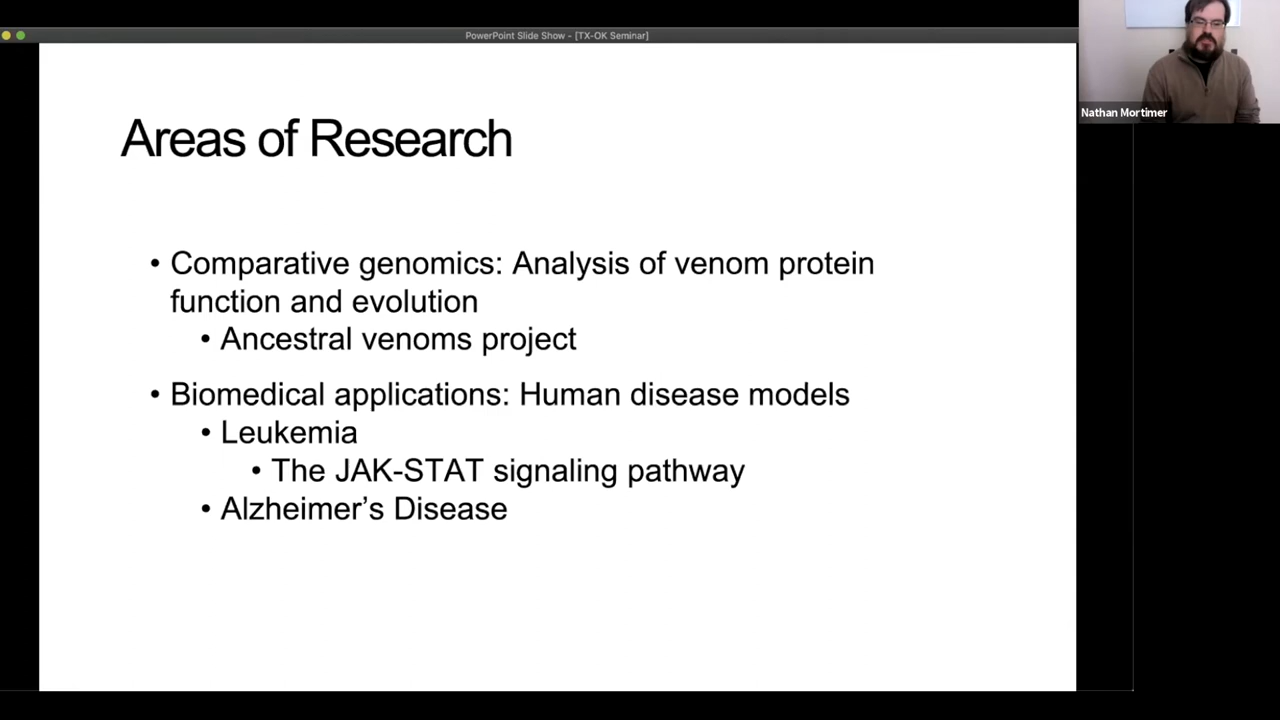 PowerPoint Slide Show - [TX-OK Seminar]
Nathan Mortimer
Areas of Research
• Comparative genomics: Analysis of venom protein
function and evolution
• Ancestral venoms project
• Biomedical applications: Human disease models
• Leukemia
• The JAK-STAT signaling pathway
• Alzheimer’s Disease